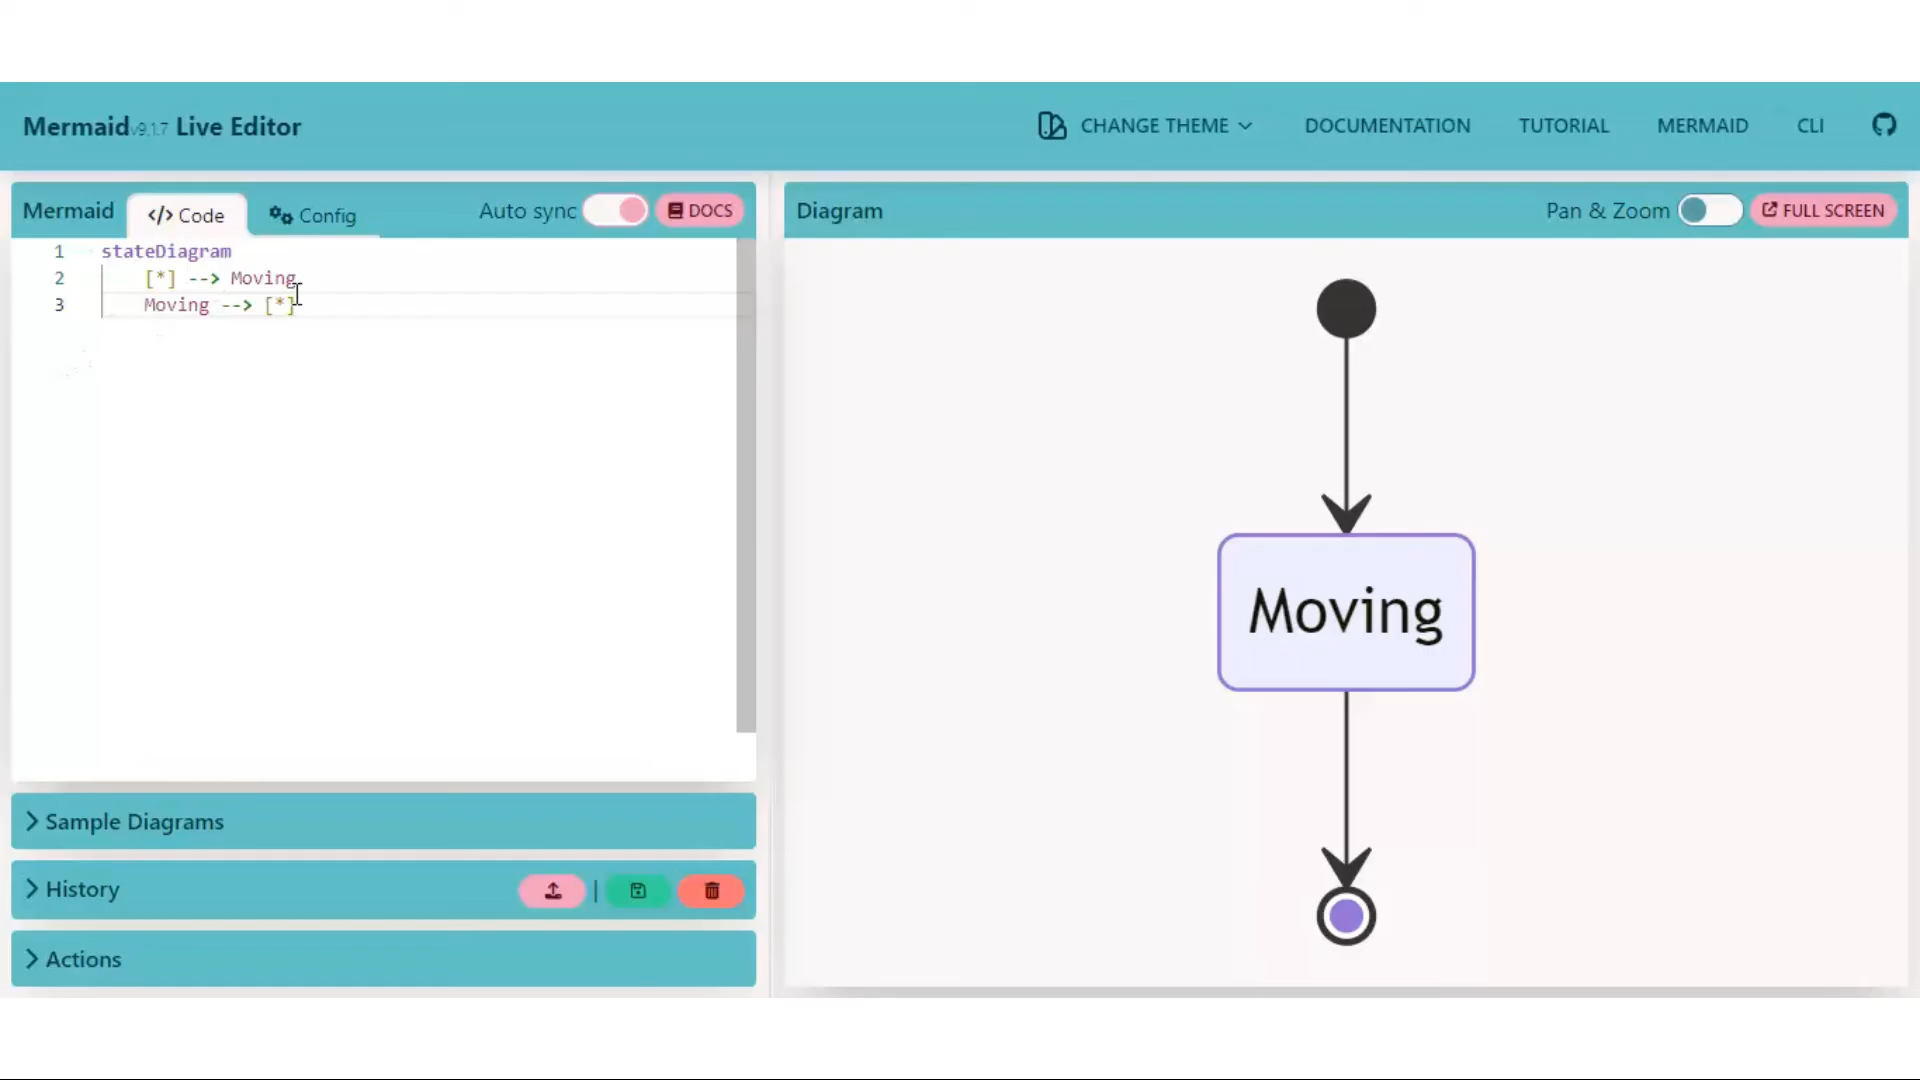 Mermaid v9.1.7 Live Editor
CHANGE THEME
DOCUMENTATION
TUTORIAL
MERMAID
CLI
Mermaid
</> Code
Config
Auto sync
DOCS
1 stateDiagram
2 [*] --> Moving
3 Moving --> [*]
Sample Diagrams
History
|
Actions
Diagram
Pan & Zoom
FULL SCREEN
Moving